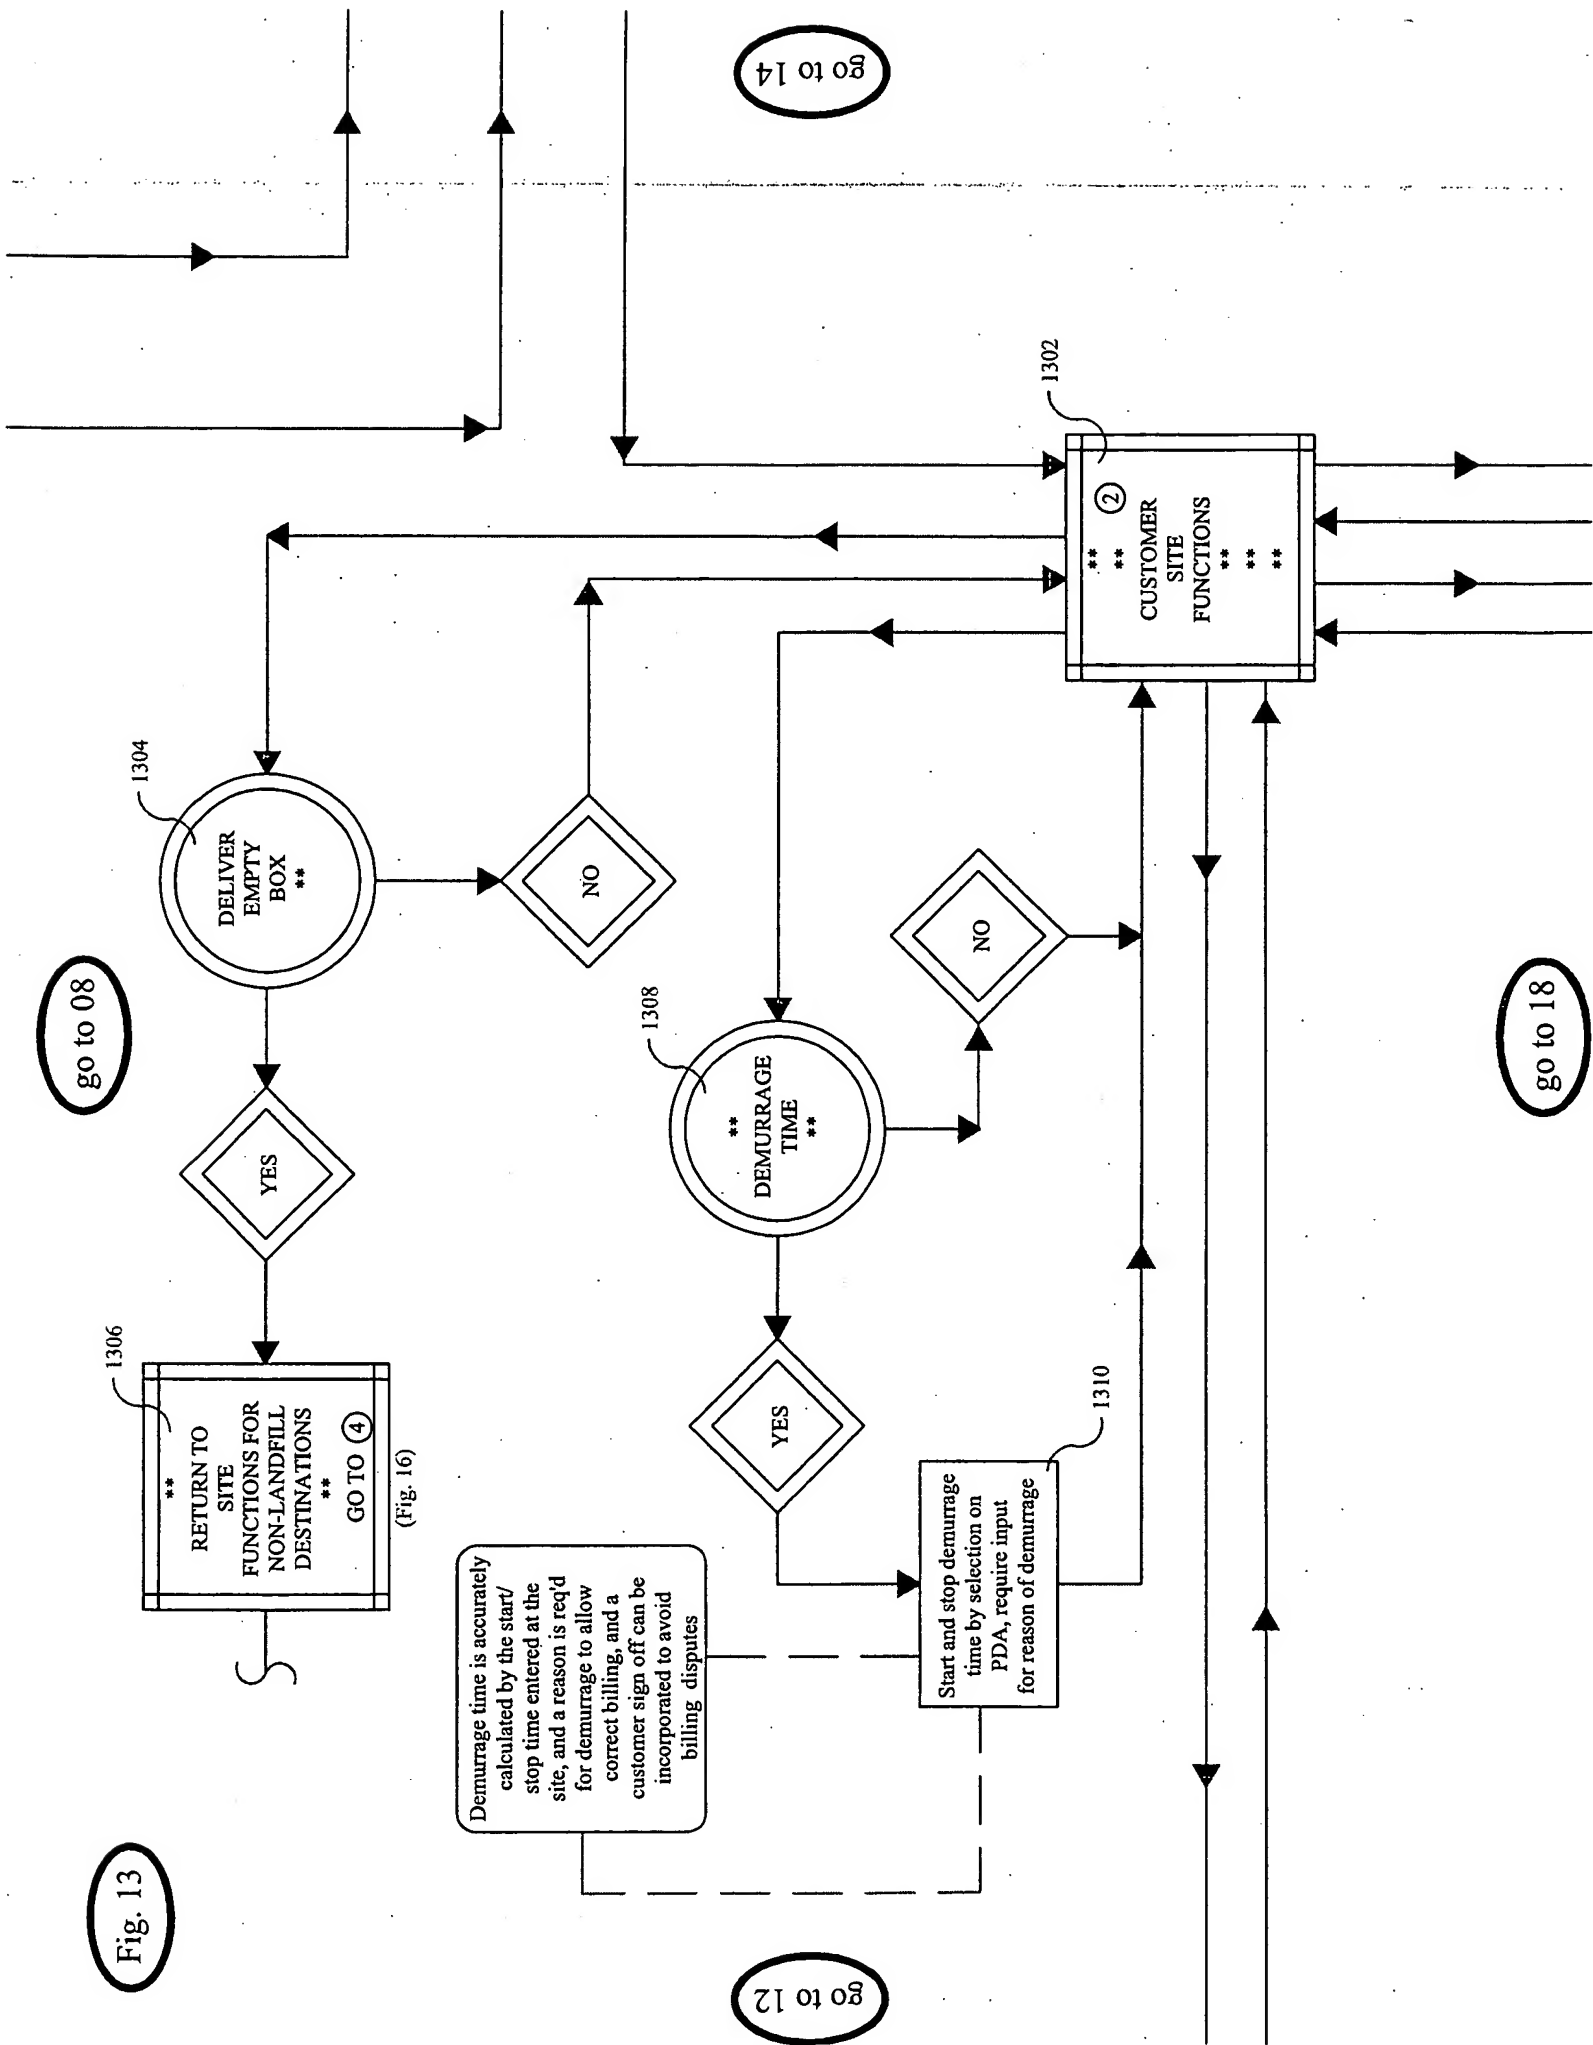 Fig. 13
go to 08
go to 12
go to 14
go to 18
1306
**
RETURN TO
SITE
FUNCTIONS FOR
NON-LANDFILL
DESTINATIONS
**
GO TO 4
(Fig. 16)
YES
1304
DELIVER
EMPTY
BOX
**
NO
Demurrage time is accurately
calculated by the start/
stop time entered at the
site, and a reason is req'd
for demurrage to allow
correct billing, and a
customer sign off can be
incorporated to avoid
billing disputes
YES
1308
**
DEMURRAGE
TIME
**
NO
1310
Start and stop demurrage
time by selection on
PDA, require input
for reason of demurrage
1302
** 2
**
CUSTOMER
SITE
FUNCTIONS
**
**
**